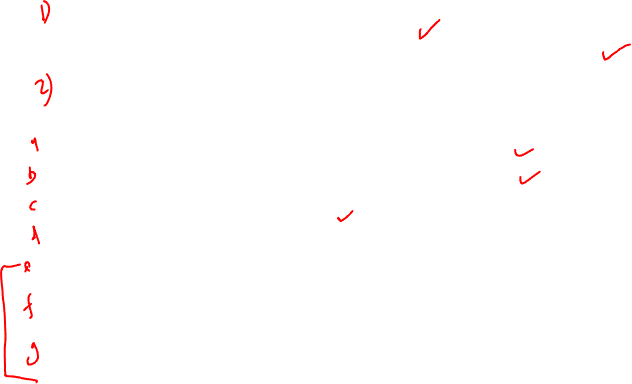 1) ✓
✓
2)
a ✓
b ✓
c ✓
d
e
f
g